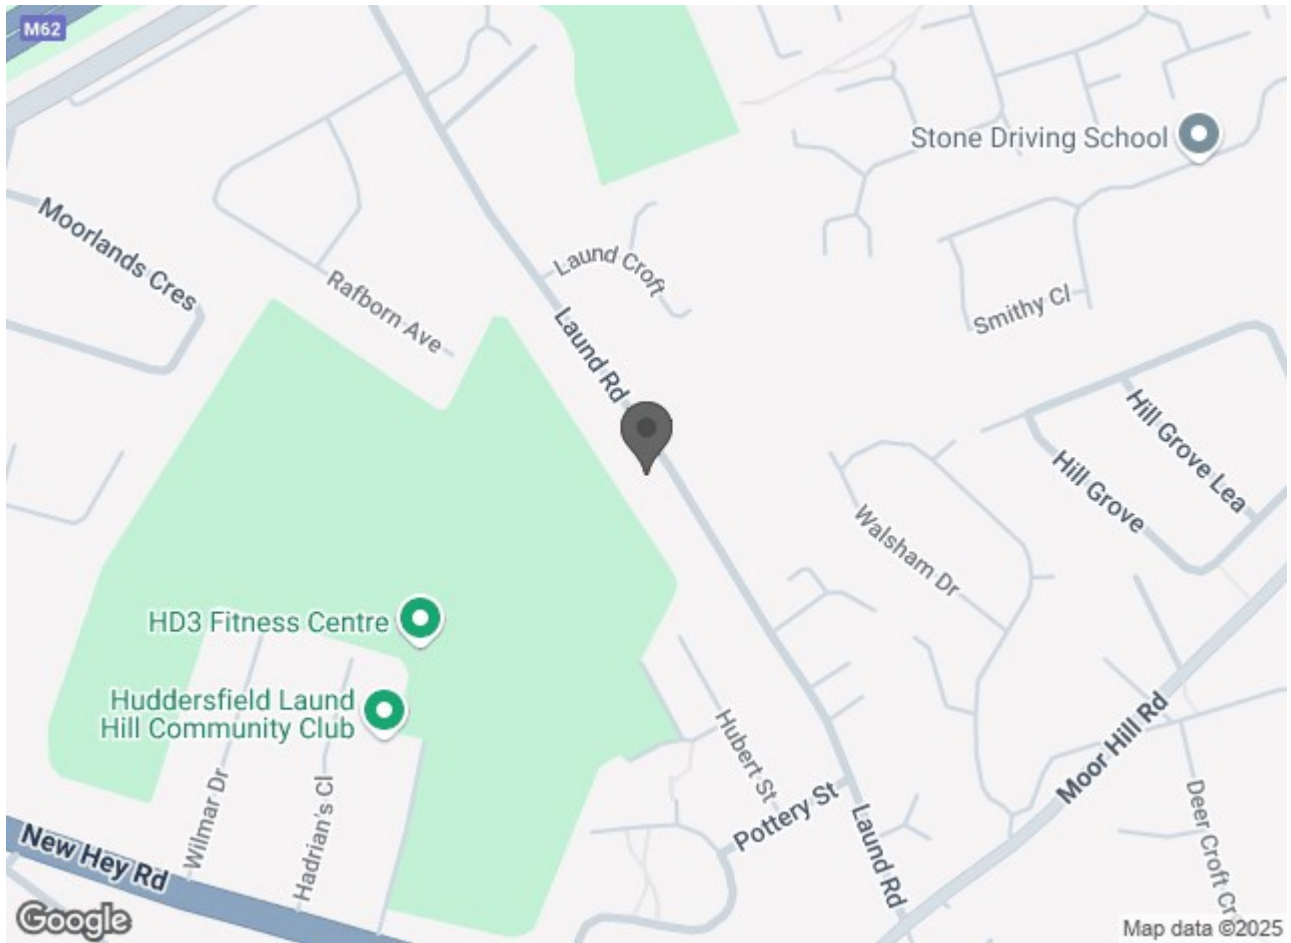 M62
Stone Driving School
Moorlands Cres
Laund Croft
Rafborn Ave
Smithy Cl
Laund Rd
Hill Grove Lea
Hill Grove
Walsham Dr
HD3 Fitness Centre
Huddersfield Laund
Hill Community Club
Hubert St
Moor Hill Rd
Wilmar Dr
Hadrian's Cl
Pottery St
Deer Croft Cr
Laund Rd
New Hey Rd
Google
Map data ©2025